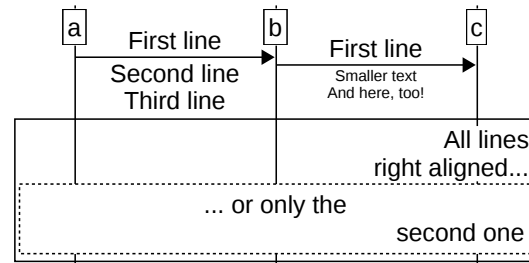 a
b
c
First line
Second line
Third line
First line
Smaller text
And here, too!
All lines
right aligned...
... or only the
second one